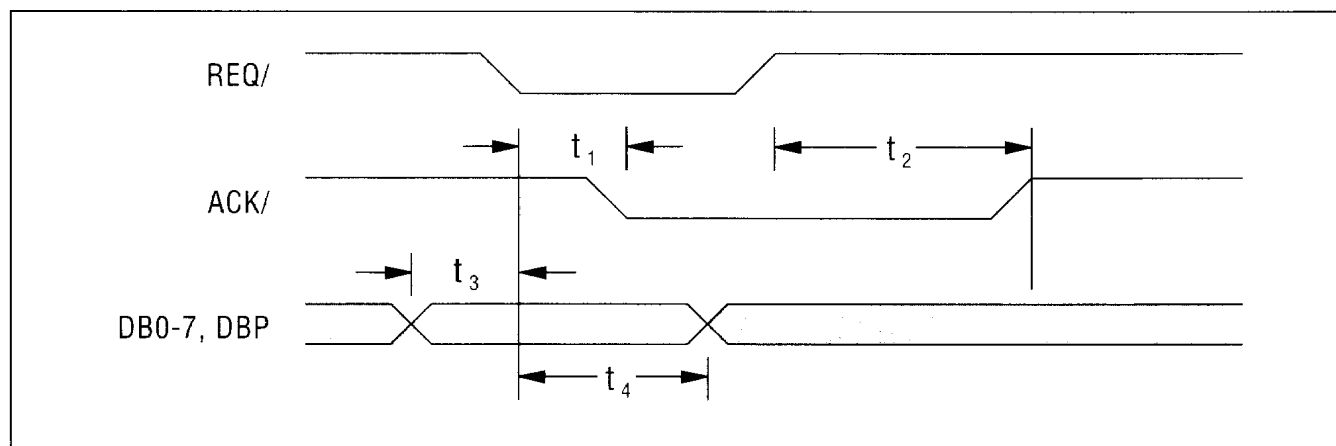 REQ/
t1
t2
ACK/
t3
DB0-7, DBP
t4